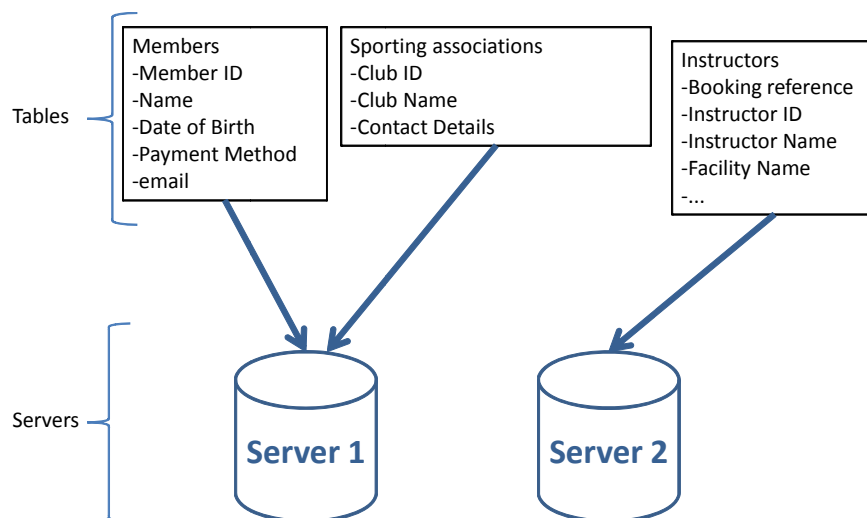 Tables
Members
-Member ID
-Name
-Date of Birth
-Payment Method
-email
Sporting associations
-Club ID
-Club Name
-Contact Details
Instructors
-Booking reference
-Instructor ID
-Instructor Name
-Facility Name
-...
Servers
Server 1
Server 2